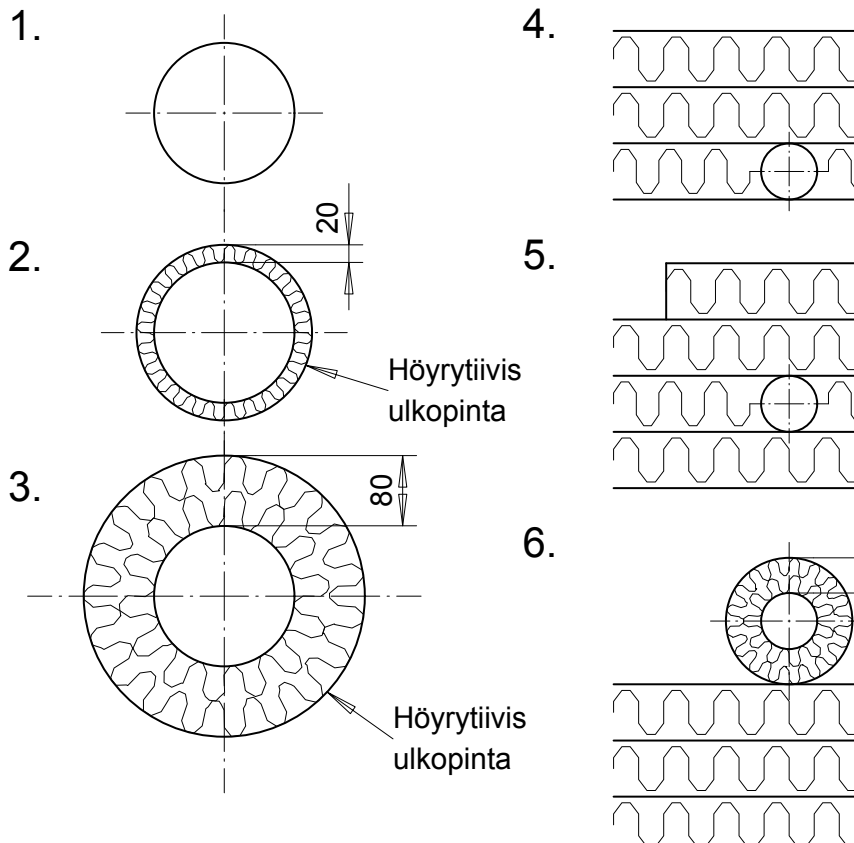 1.
20
2.
Höyrytiivis
ulkopinta
3.
80
Höyrytiivis
ulkopinta
4.
5.
6.